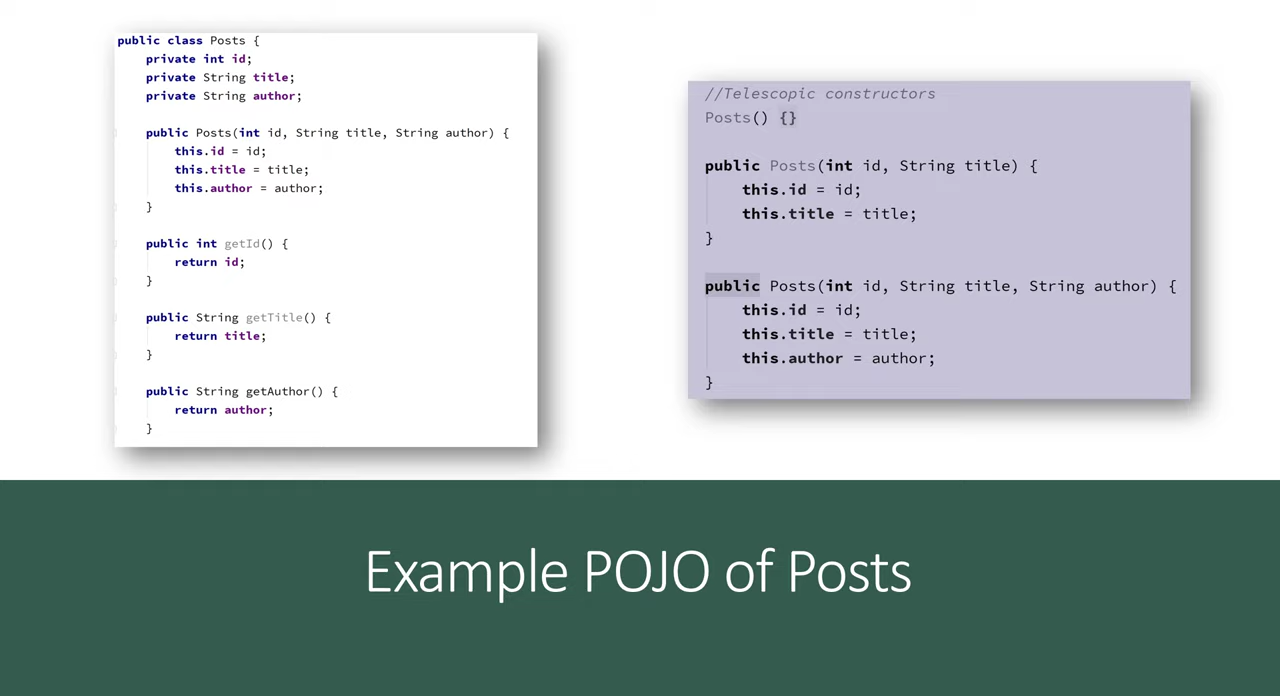 public class Posts {
    private int id;
    private String title;
    private String author;
    public Posts(int id, String title, String author) {
        this.id = id;
        this.title = title;
        this.author = author;
    }
    public int getId() {
        return id;
    }
    public String getTitle() {
        return title;
    }
    public String getAuthor() {
        return author;
    }
//Telescopic constructors
Posts() {}
public Posts(int id, String title) {
    this.id = id;
    this.title = title;
}
public Posts(int id, String title, String author) {
    this.id = id;
    this.title = title;
    this.author = author;
}
Example POJO of Posts